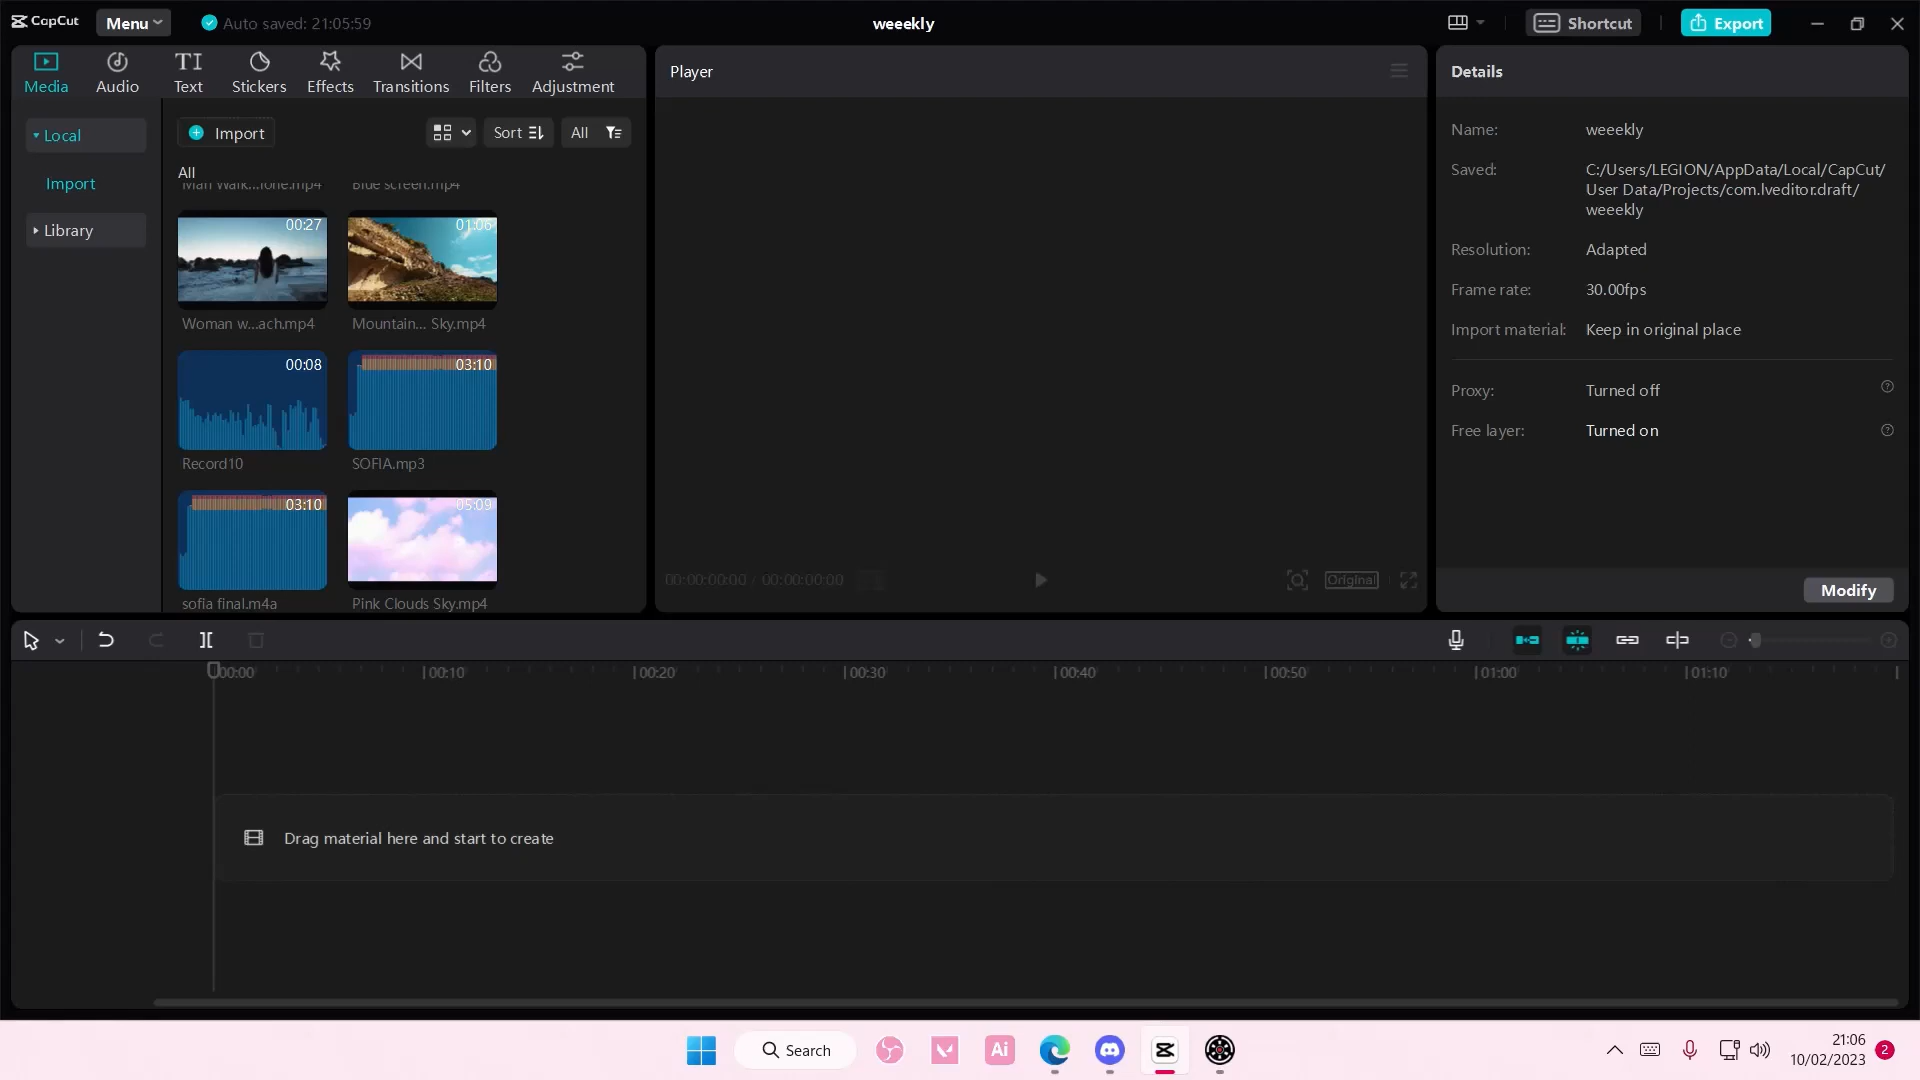 CapCut
Menu
Auto saved: 21:05:59
weeekly
Shortcut
Export
Media
Audio
TI
Text
Stickers
Effects
Transitions
Filters
Adjustment
Player
Details
Local
Import
Library
Import
Sort
All
All
Man Walk...lone.mp4
Blue screen.mp4
00:27
Woman w...ach.mp4
01:06
Mountain... Sky.mp4
00:08
Record10
03:10
SOFIA.mp3
03:10
sofia final.m4a
05:09
Pink Clouds Sky.mp4
00:00:00:00 / 00:00:00:00
Original
Name: weeekly
Saved: C:/Users/LEGION/AppData/Local/CapCut/
User Data/Projects/com.lveditor.draft/
weeekly
Resolution: Adapted
Frame rate: 30.00fps
Import material: Keep in original place
Proxy: Turned off
Free layer: Turned on
Modify
00:00
00:10
00:20
00:30
00:40
00:50
01:00
01:10
Drag material here and start to create
Search
Ai
21:06
10/02/2023
2